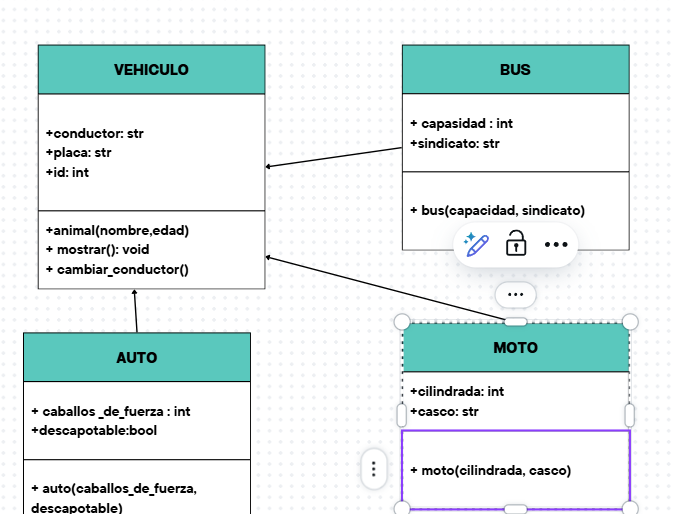 VEHICULO
+conductor: str
+placa: str
+id: int
+animal(nombre,edad)
+ mostrar(): void
+ cambiar_conductor()
BUS
+ capasidad : int
+sindicato: str
+ bus(capacidad, sindicato)
AUTO
+ caballos _de_fuerza : int
+descapotable:bool
+ auto(caballos_de_fuerza,
descapotable)
MOTO
+cilindrada: int
+casco: str
+ moto(cilindrada, casco)